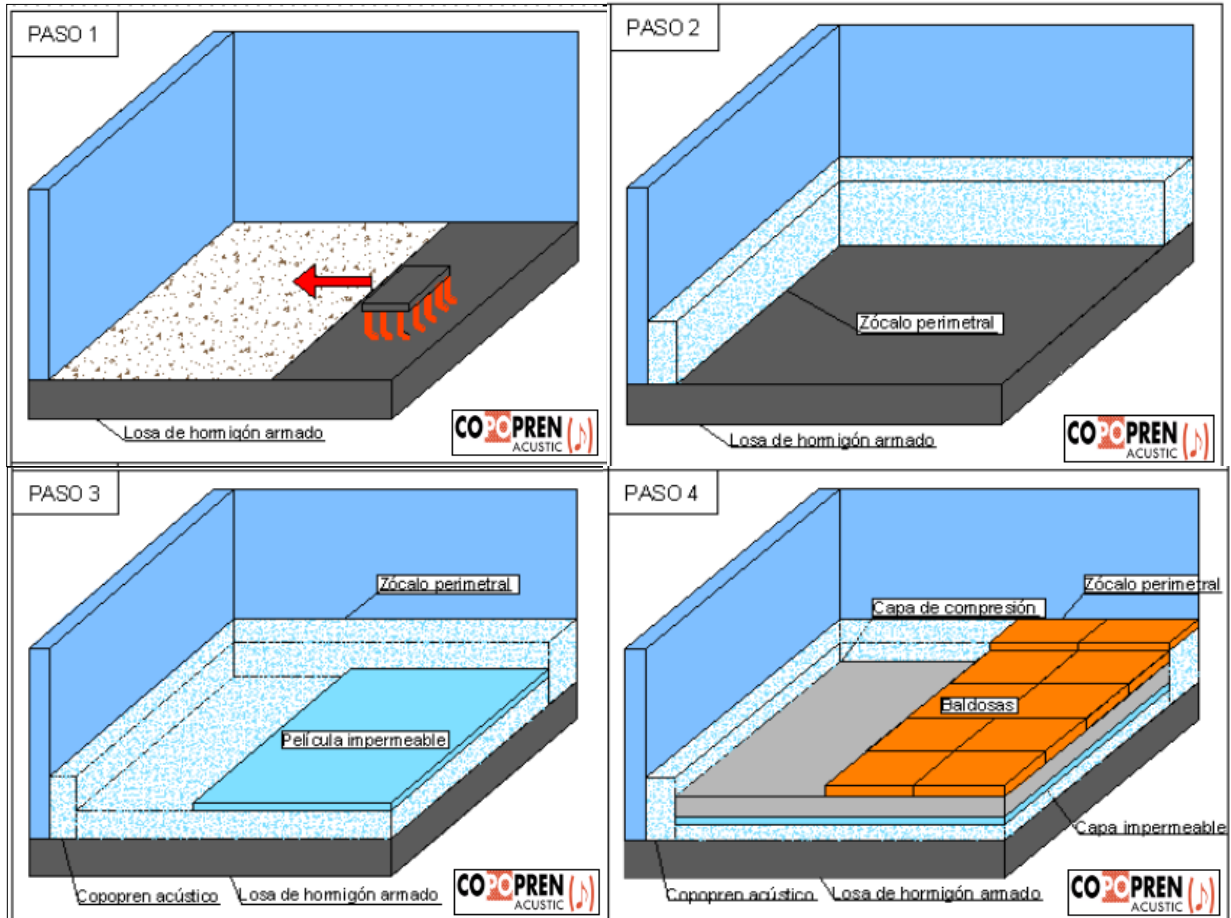 PASO 1
Losa de hormigón armado
COPOPREN
ACUSTIC
PASO 2
Zócalo perimetral
Losa de hormigón armado
COPOPREN
ACUSTIC
PASO 3
Zócalo perimetral
Película impermeable
Copopren acústico
Losa de hormigón armado
COPOPREN
ACUSTIC
PASO 4
Zócalo perimetral
Capa de compresión
Baldosas
Capa impermeable
Copopren acústico
Losa de hormigón armado
COPOPREN
ACUSTIC